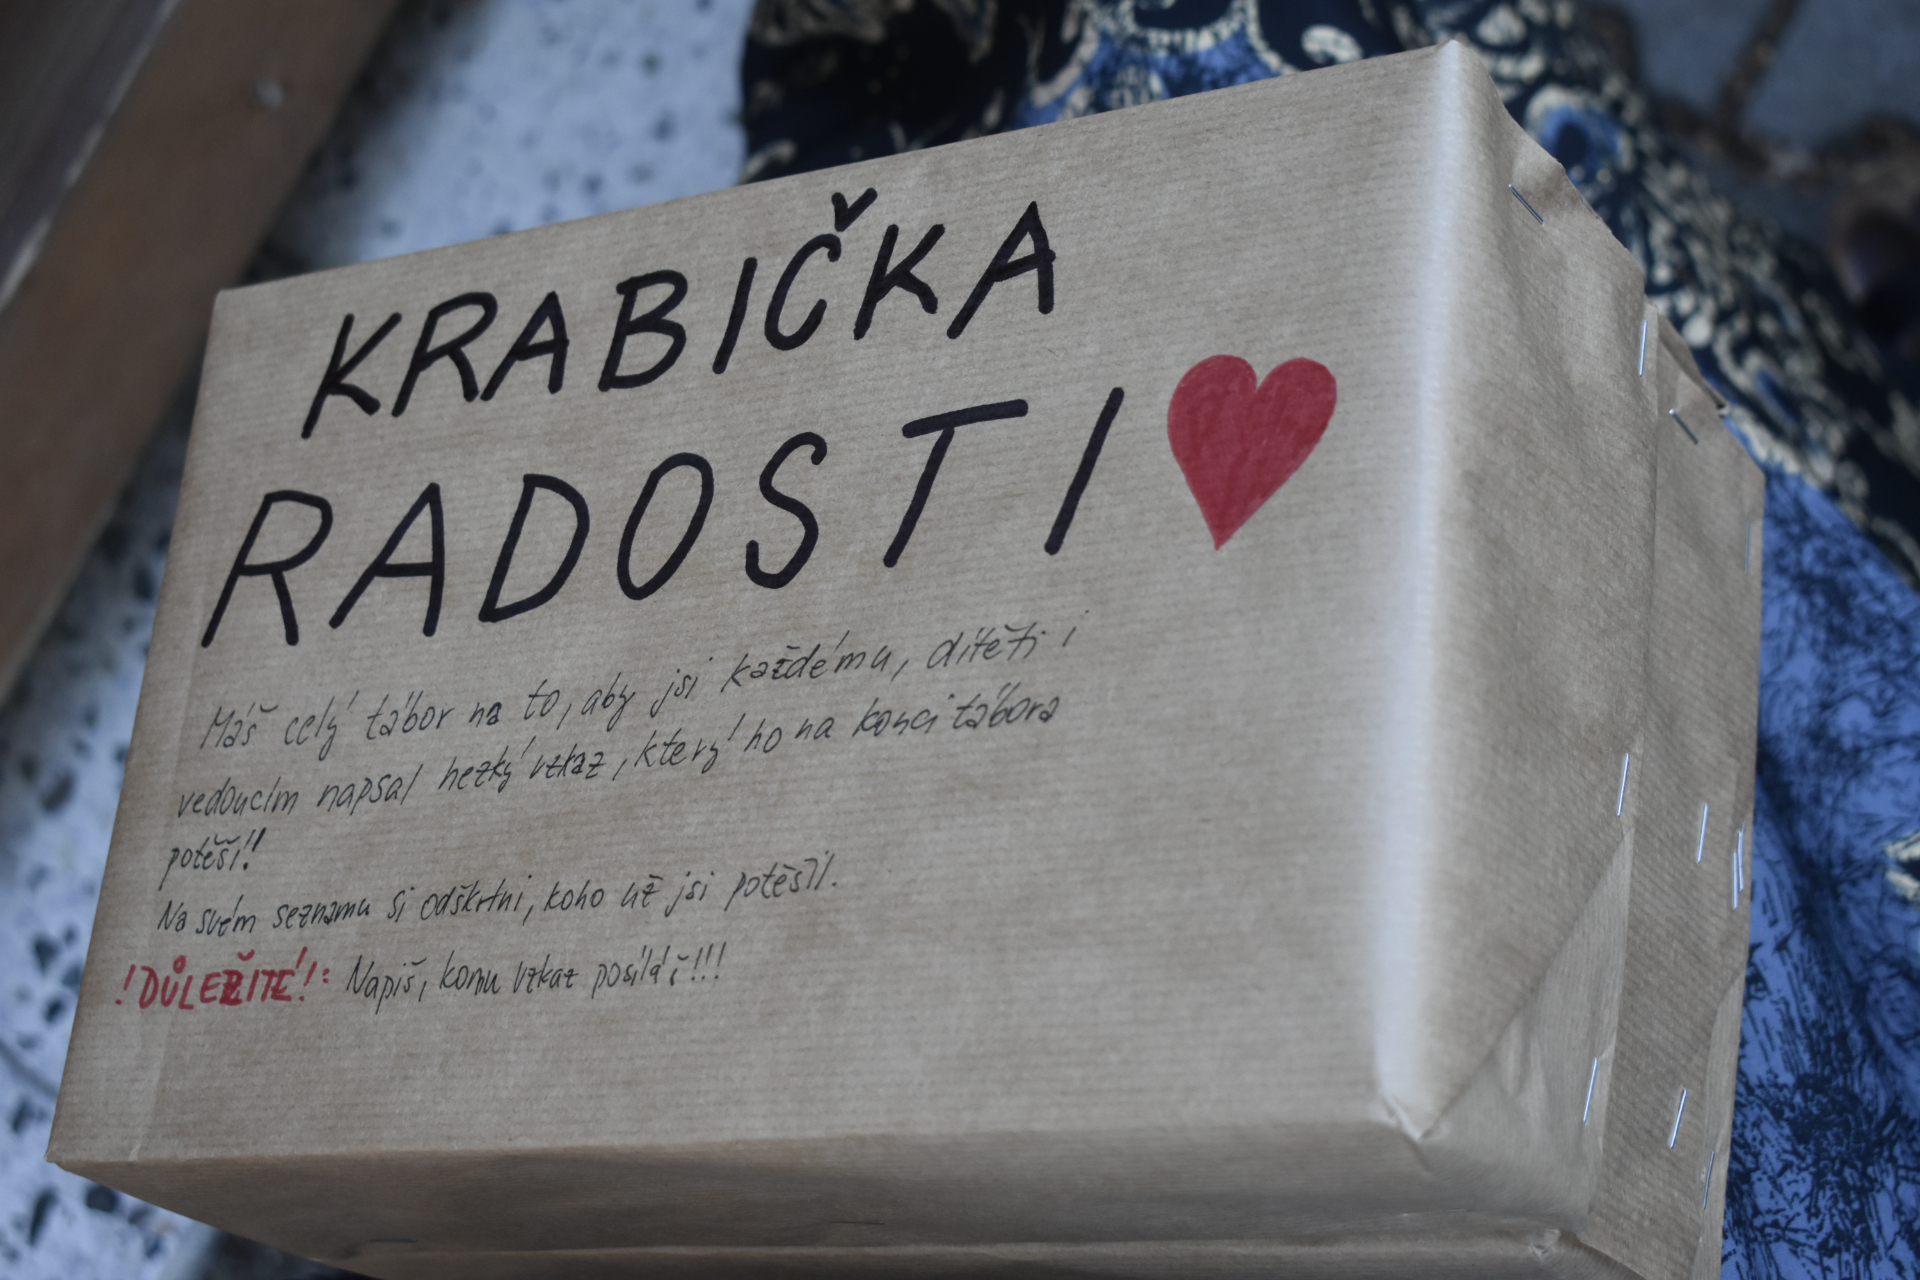 KRABIČKA
RADOSTI
Máš celý tábor na to, aby jsi každému, dítěti i
vedoucím napsal hezký vzkaz, který ho na konci tábora
potěší!!
Na svém seznamu si odškrtni, koho už jsi potěšil.
!DŮLEŽITÉ!: Napiš, komu vzkaz posíláš!!!